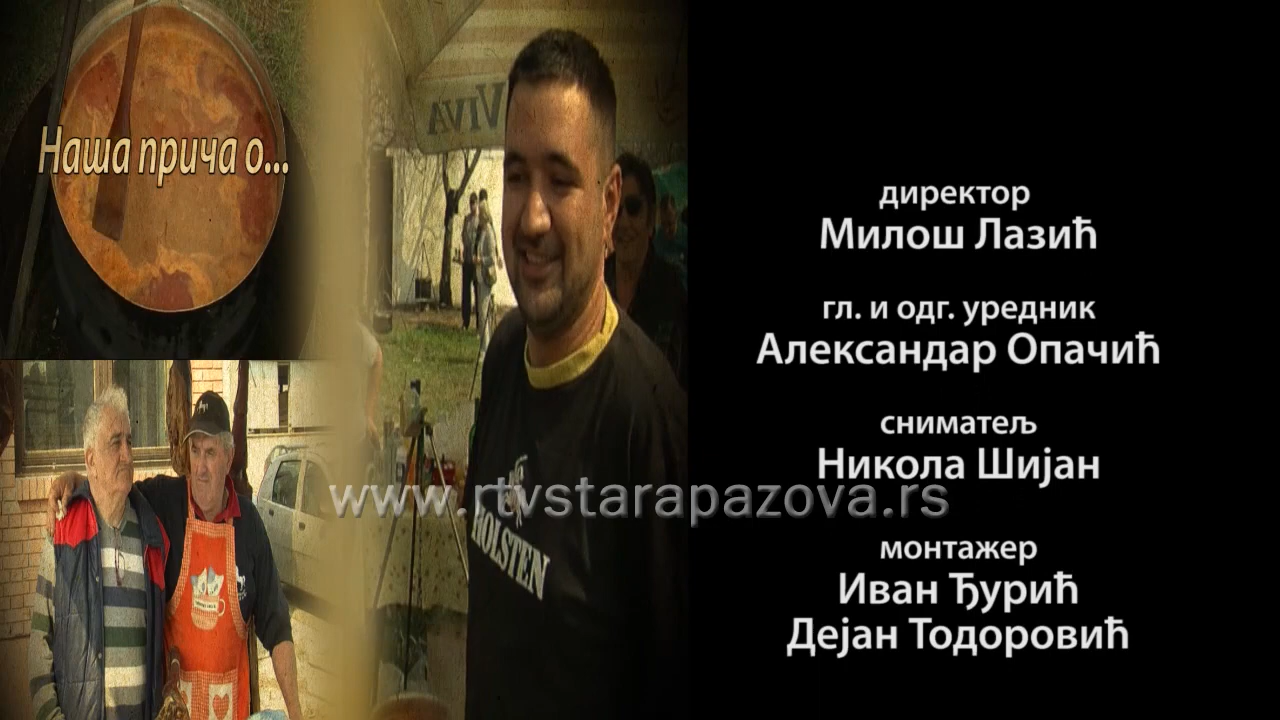 Наша прича о...
VIVA
HOLSTEN
www.rtvstarapazova.rs
директор
Милош Лазић
гл. и одг. уредник
Александар Опачић
сниматељ
Никола Шијан
монтажер
Иван Ђурић
Дејан Тодоровић